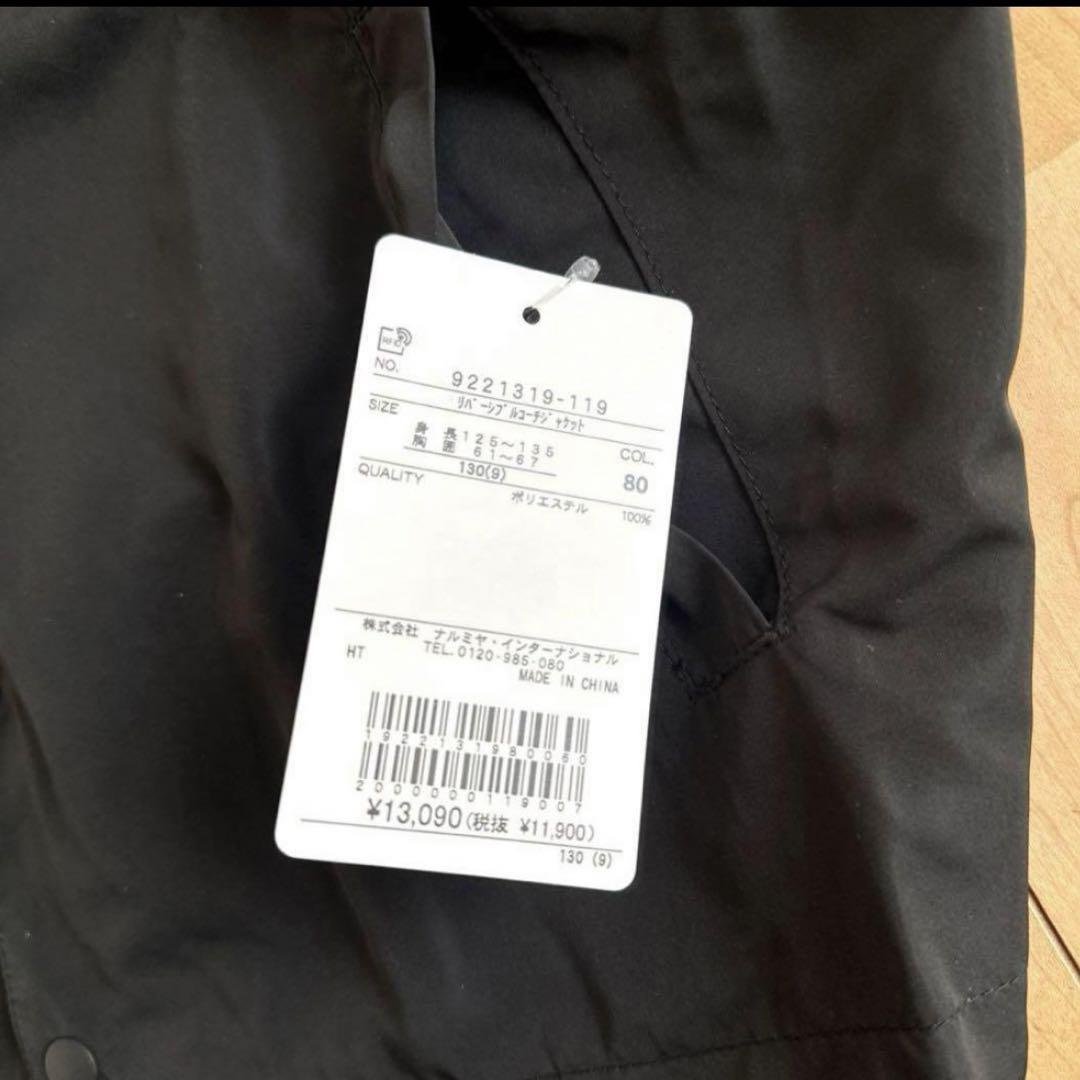 RFID
NO. 9221319-119
リバーシブルコーチジャケット
SIZE
身長 125～135 COL.
胸囲 61～67
130(9) 80
QUALITY
ポリエステル 100%
株式会社 ナルミヤ・インターナショナル
TEL.0120-985-080
HT
MADE IN CHINA
1922131980060
2000000119007
¥13,090(税抜 ¥11,900)
130 (9)